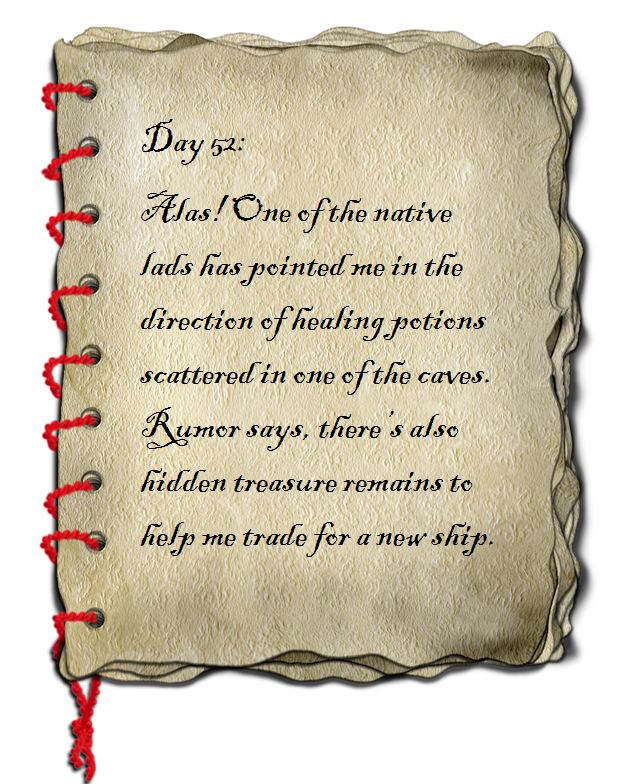 Day 52:
Alas! One of the native
lads has pointed me in the
direction of healing potions
scattered in one of the caves.
Rumor says, there's also
hidden treasure remains to
help me trade for a new ship.